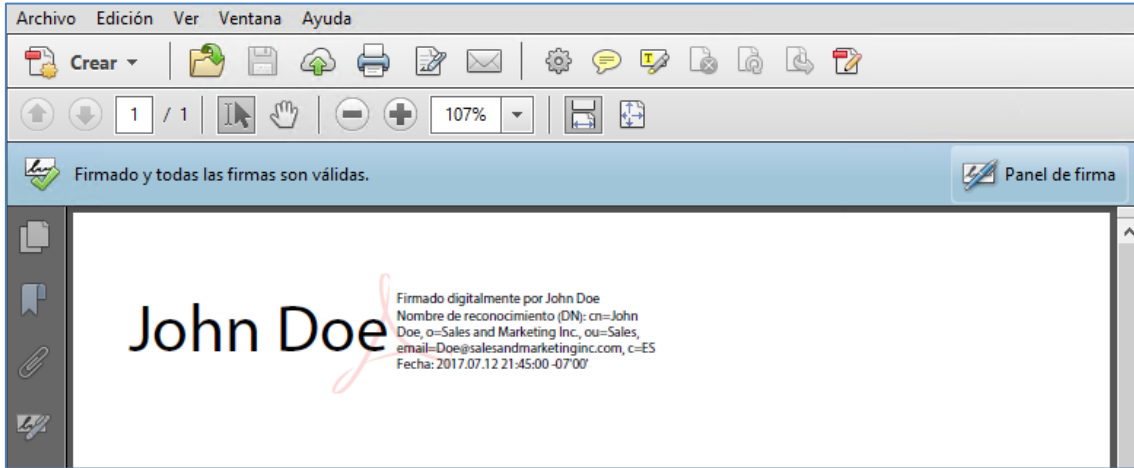 Archivo Edición Ver Ventana Ayuda
Crear
1 / 1 107%
Firmado y todas las firmas son válidas. Panel de firma
John Doe
Firmado digitalmente por John Doe
Nombre de reconocimiento (DN): cn=John
Doe, o=Sales and Marketing Inc., ou=Sales,
email=Doe@salesandmarketinginc.com, c=ES
Fecha: 2017.07.12 21:45:00 -07'00'